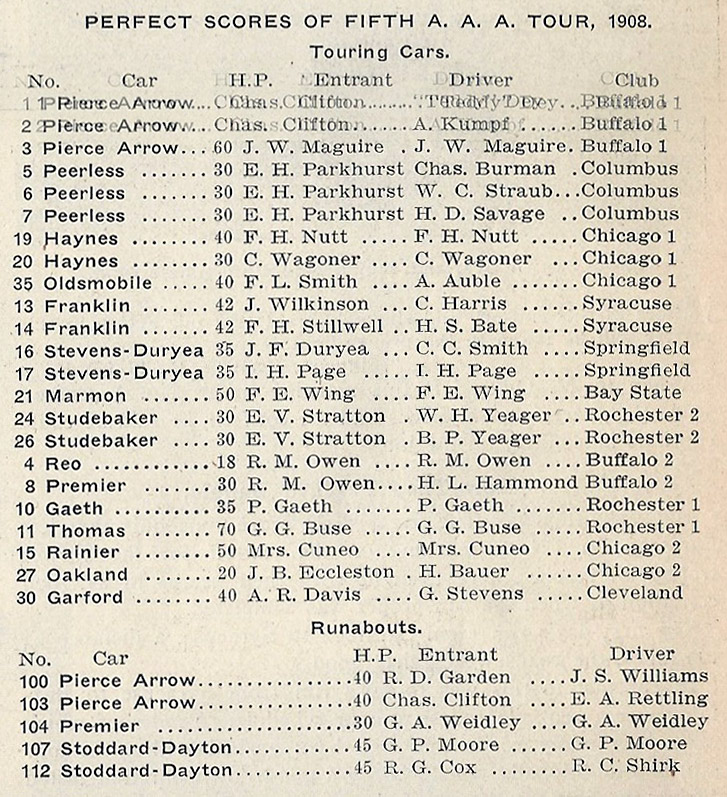 PERFECT SCORES OF FIFTH A. A. A. TOUR, 1908.
Touring Cars.
No. Car H.P. Entrant Driver Club
1 Pierce Arrow... Chas. Clifton...... "Teddy" Dey... Buffalo 1
2 Pierce Arrow... Chas. Clifton..... A. Kumpf ..... Buffalo 1
3 Pierce Arrow... 60 J. W. Maguire . J. W. Maguire. Buffalo 1
5 Peerless ....... 30 E. H. Parkhurst Chas. Burman . Columbus
6 Peerless ....... 30 E. H. Parkhurst W. C. Straub... Columbus
7 Peerless ....... 30 E. H. Parkhurst H. D. Savage .. Columbus
19 Haynes ........ 40 F. H. Nutt ..... F. H. Nutt ..... Chicago 1
20 Haynes ........ 30 C. Wagoner .... C. Wagoner ... Chicago 1
35 Oldsmobile ..... 40 F. L. Smith .... A. Auble ....... Chicago 1
13 Franklin ....... 42 J. Wilkinson ... C. Harris ...... Syracuse
14 Franklin ....... 42 F. H. Stillwell . H. S. Bate ..... Syracuse
16 Stevens-Duryea 35 J. F. Duryea ... C. C. Smith .... Springfield
17 Stevens-Duryea 35 I. H. Page ..... I. H. Page ..... Springfield
21 Marmon ....... 50 F. E. Wing .... F. E. Wing .... Bay State
24 Studebaker .... 30 E. V. Stratton . W. H. Yeager .. Rochester 2
26 Studebaker .... 30 E. V. Stratton . B. P. Yeager ... Rochester 2
4 Reo ............ 18 R. M. Owen .... R. M. Owen .... Buffalo 2
8 Premier ....... 30 R. M. Owen.... H. L. Hammond Buffalo 2
10 Gaeth .......... 35 P. Gaeth ....... P. Gaeth ....... Rochester 1
11 Thomas ....... 70 G. G. Buse ..... G. G. Buse ..... Rochester 1
15 Rainier ......... 50 Mrs. Cuneo .... Mrs. Cuneo .... Chicago 2
27 Oakland ....... 20 J. B. Eccleston . H. Bauer ...... Chicago 2
30 Garford ........ 40 A. R. Davis .... G. Stevens .... Cleveland
Runabouts.
No. Car H.P. Entrant Driver
100 Pierce Arrow................40 R. D. Garden .... J. S. Williams
103 Pierce Arrow................40 Chas. Clifton .... E. A. Rettling
104 Premier ....................30 G. A. Weidley .... G. A. Weidley
107 Stoddard-Dayton............45 G. P. Moore ...... G. P. Moore
112 Stoddard-Dayton............45 R. G. Cox ........ R. C. Shirk